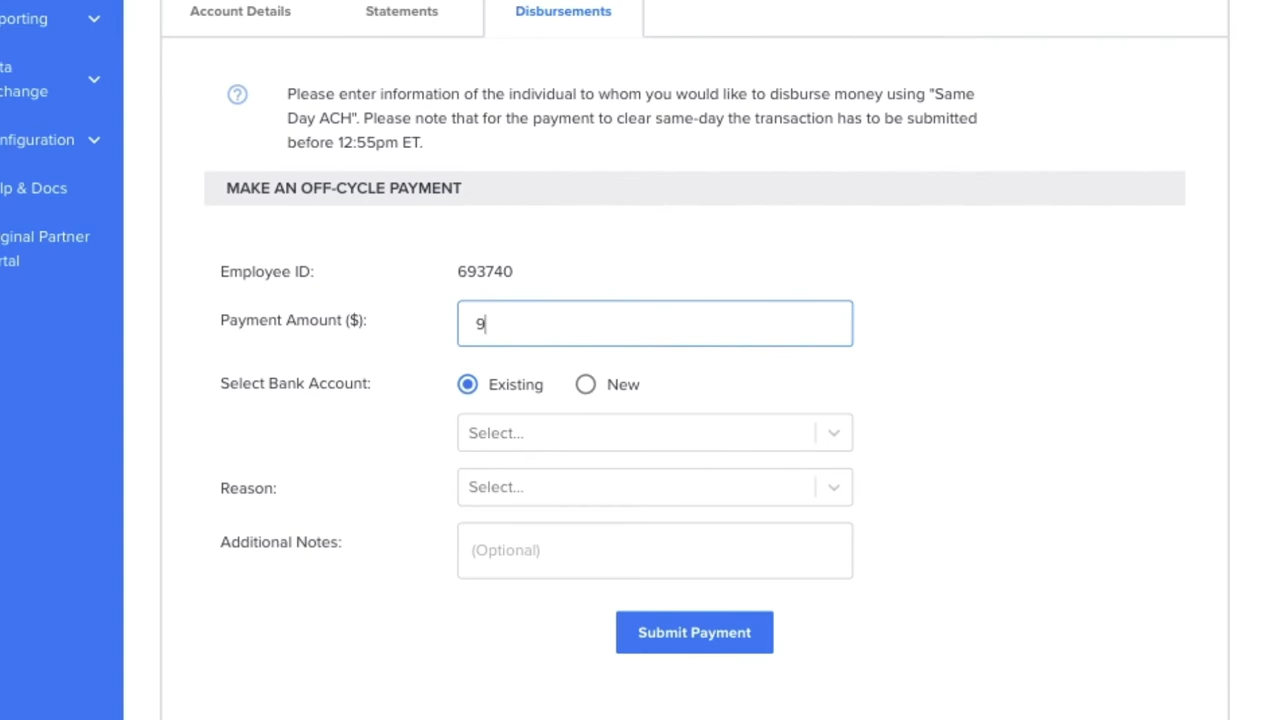 Account Details
Statements
Disbursements
porting
ta
change
nfiguration
lp & Docs
ginal Partner
rtal
Please enter information of the individual to whom you would like to disburse money using "Same
Day ACH". Please note that for the payment to clear same-day the transaction has to be submitted
before 12:55pm ET.
MAKE AN OFF-CYCLE PAYMENT
Employee ID:
693740
Payment Amount ($):
9
Select Bank Account:
Existing
New
Select...
Reason:
Select...
Additional Notes:
(Optional)
Submit Payment